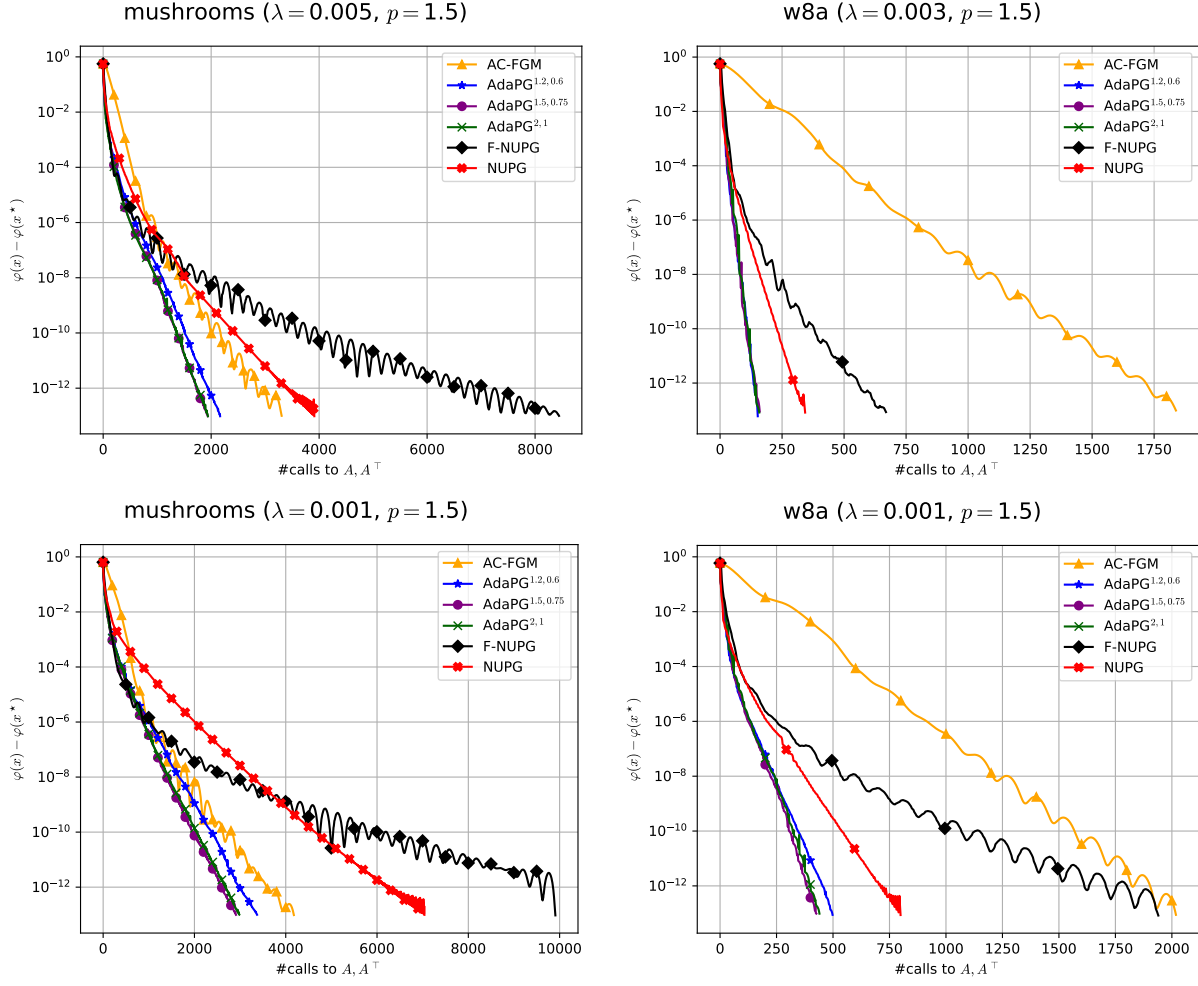 mushrooms (λ = 0.005, p = 1.5)
10⁰
10⁻²
10⁻⁴
10⁻⁶
10⁻⁸
10⁻¹⁰
10⁻¹²
φ(x) − φ(x⋆)
AC-FGM
AdaPG^1.2, 0.6
AdaPG^1.5, 0.75
AdaPG^2, 1
F-NUPG
NUPG
0 2000 4000 6000 8000
#calls to A, A⊤
w8a (λ = 0.003, p = 1.5)
10⁰
10⁻²
10⁻⁴
10⁻⁶
10⁻⁸
10⁻¹⁰
10⁻¹²
φ(x) − φ(x⋆)
AC-FGM
AdaPG^1.2, 0.6
AdaPG^1.5, 0.75
AdaPG^2, 1
F-NUPG
NUPG
0 250 500 750 1000 1250 1500 1750
#calls to A, A⊤
mushrooms (λ = 0.001, p = 1.5)
10⁰
10⁻²
10⁻⁴
10⁻⁶
10⁻⁸
10⁻¹⁰
10⁻¹²
φ(x) − φ(x⋆)
AC-FGM
AdaPG^1.2, 0.6
AdaPG^1.5, 0.75
AdaPG^2, 1
F-NUPG
NUPG
0 2000 4000 6000 8000 10000
#calls to A, A⊤
w8a (λ = 0.001, p = 1.5)
10⁰
10⁻²
10⁻⁴
10⁻⁶
10⁻⁸
10⁻¹⁰
10⁻¹²
φ(x) − φ(x⋆)
AC-FGM
AdaPG^1.2, 0.6
AdaPG^1.5, 0.75
AdaPG^2, 1
F-NUPG
NUPG
0 250 500 750 1000 1250 1500 1750 2000
#calls to A, A⊤